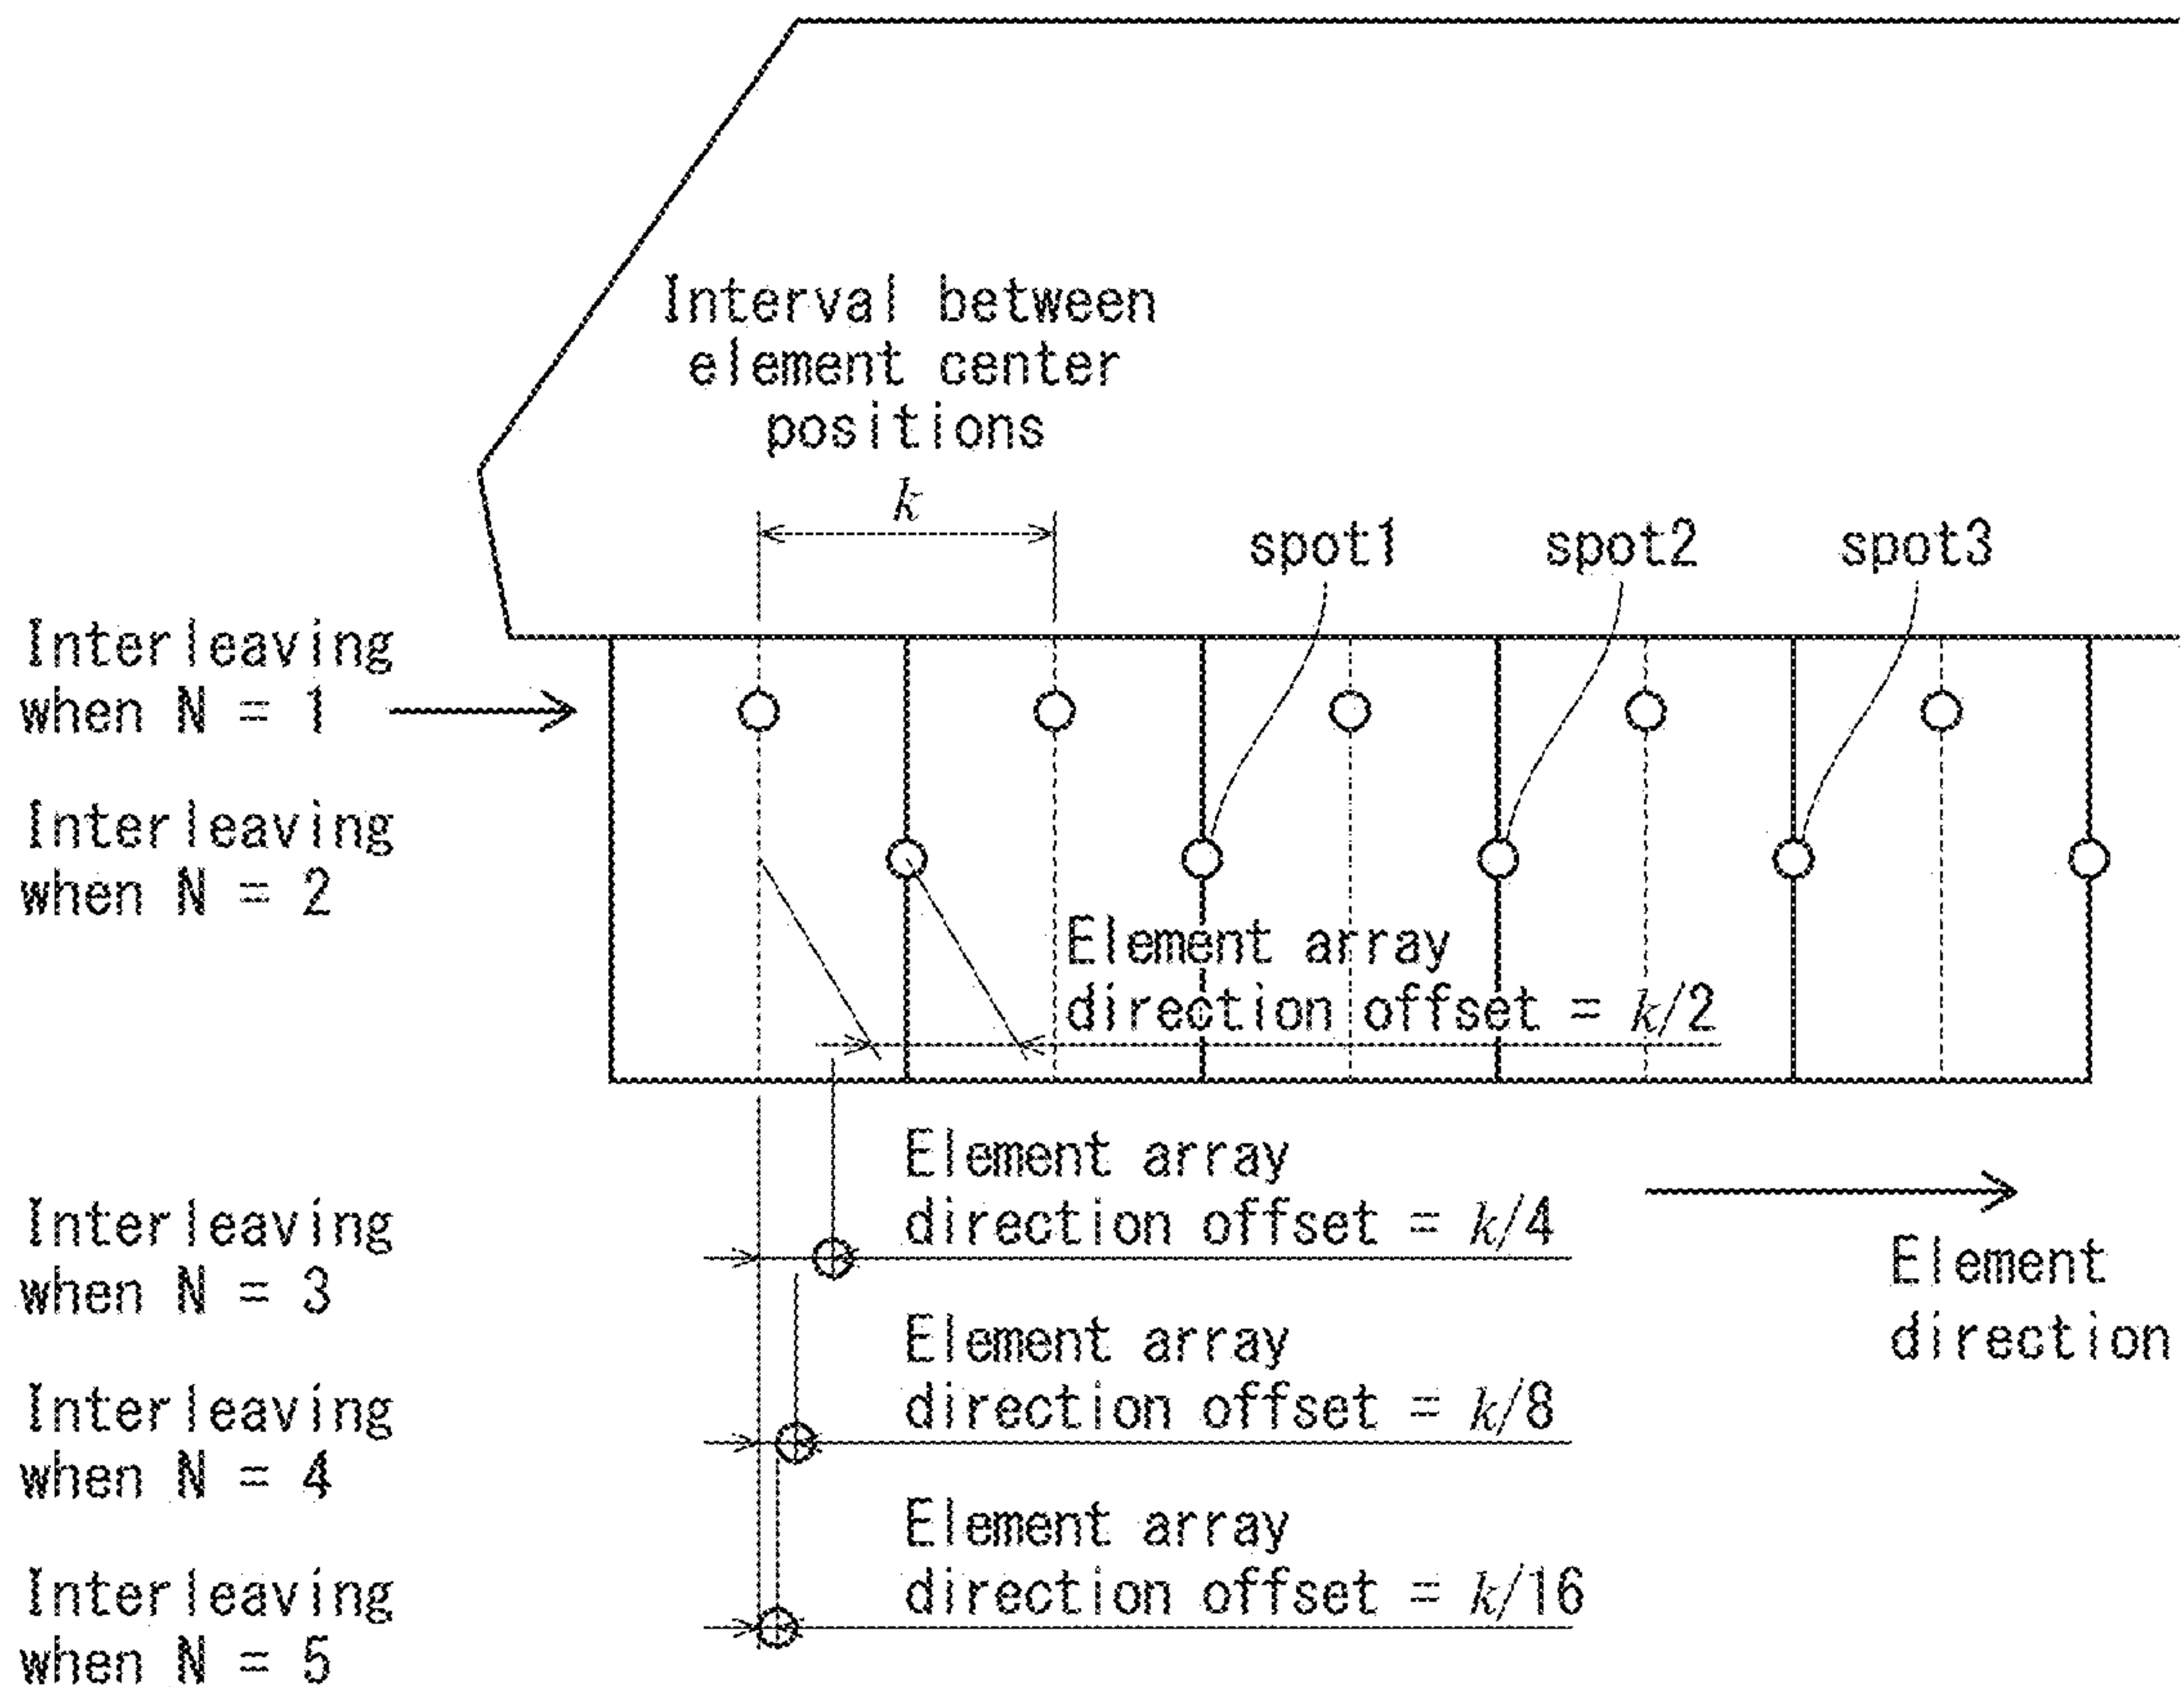 Interval between
element center
positions
k
spot1
spot2
spot3
Interleaving
when N = 1
Interleaving
when N = 2
Element array
direction offset = k/2
Element array
direction offset = k/4
Interleaving
when N = 3
Element
direction
Element array
direction offset = k/8
Interleaving
when N = 4
Element array
direction offset = k/16
Interleaving
when N = 5